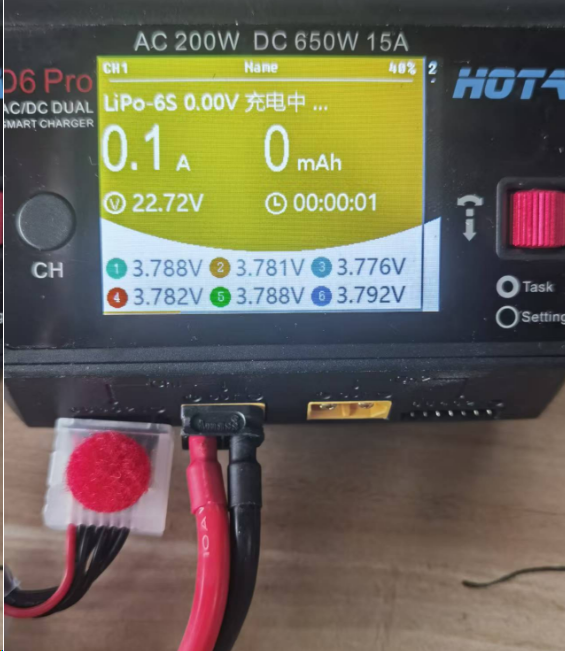 AC 200W DC 650W 15A
D6 Pro
AC/DC DUAL
SMART CHARGER
HOTA
CH1 Name 40% 2
LiPo-6S 0.00V 充电中 ...
0.1 A 0 mAh
V 22.72V 00:00:01
1 3.788V 2 3.781V 3 3.776V
4 3.782V 5 3.788V 6 3.792V
CH
Task
Setting